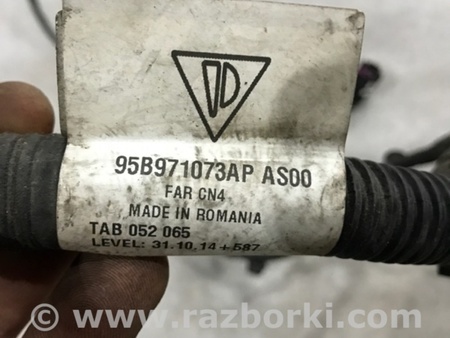 95B971073AP AS00
FAR CN4
MADE IN ROMANIA
TAB 052 065
LEVEL: 31.10.14+587
© www.razborki.com